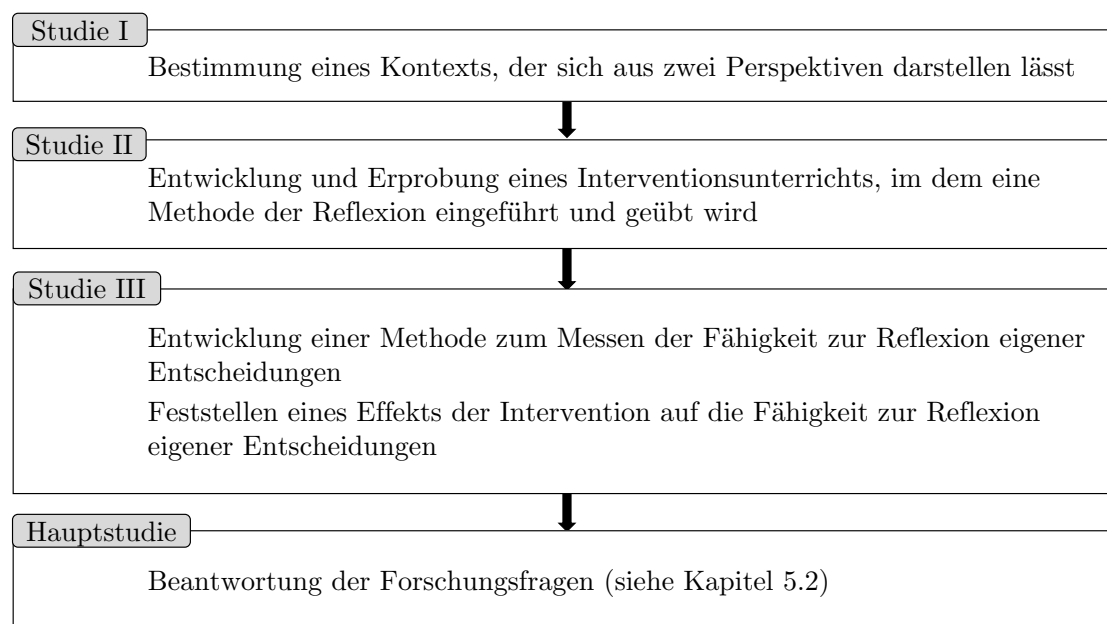 Studie I
Bestimmung eines Kontexts, der sich aus zwei Perspektiven darstellen lässt
Studie II
Entwicklung und Erprobung eines Interventionsunterrichts, im dem eine
Methode der Reflexion eingeführt und geübt wird
Studie III
Entwicklung einer Methode zum Messen der Fähigkeit zur Reflexion eigener
Entscheidungen
Feststellen eines Effekts der Intervention auf die Fähigkeit zur Reflexion
eigener Entscheidungen
Hauptstudie
Beantwortung der Forschungsfragen (siehe Kapitel 5.2)